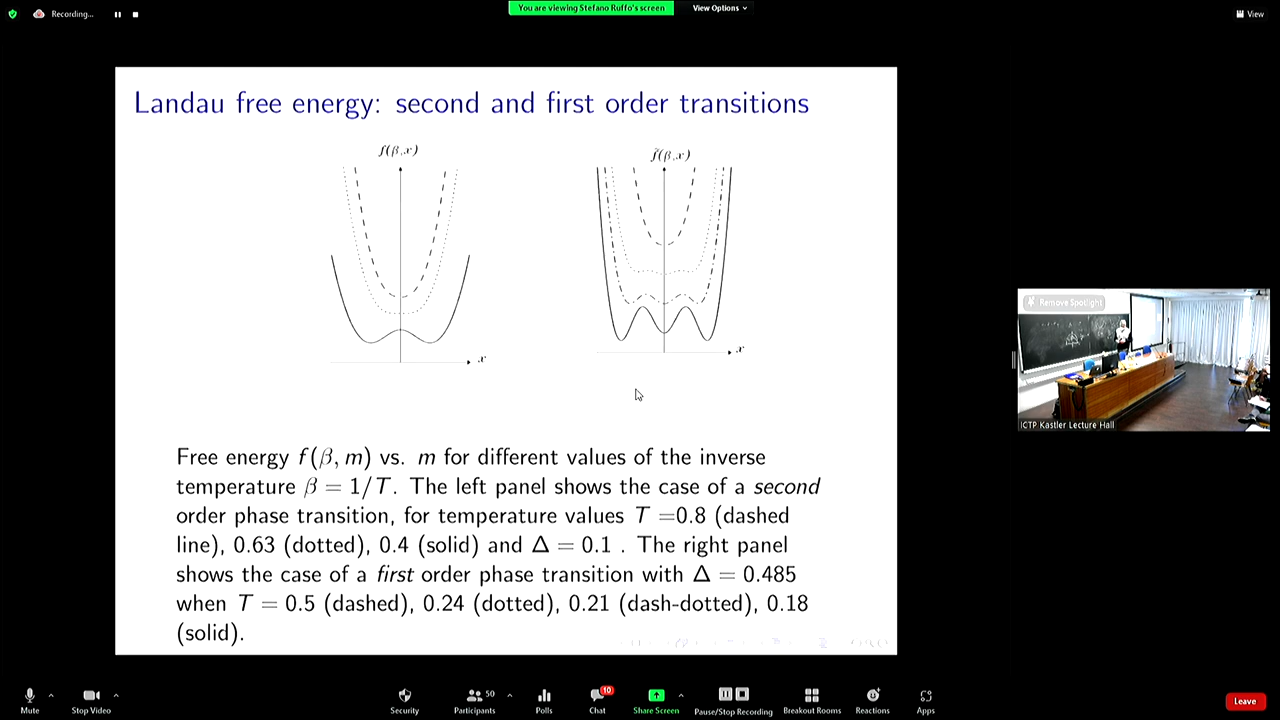 Recording...
You are viewing Stefano Ruffo's screen
View Options
View
Landau free energy: second and first order transitions
f(β,x)
f̃(β,x)
x
x
Free energy f(β, m) vs. m for different values of the inverse
temperature β = 1/T. The left panel shows the case of a second
order phase transition, for temperature values T =0.8 (dashed
line), 0.63 (dotted), 0.4 (solid) and Δ = 0.1 . The right panel
shows the case of a first order phase transition with Δ = 0.485
when T = 0.5 (dashed), 0.24 (dotted), 0.21 (dash-dotted), 0.18
(solid).
Remove Spotlight
ICTP Kastler Lecture Hall
Mute
Stop Video
Security
50
Participants
Polls
10
Chat
Share Screen
Pause/Stop Recording
Breakout Rooms
Reactions
Apps
Leave